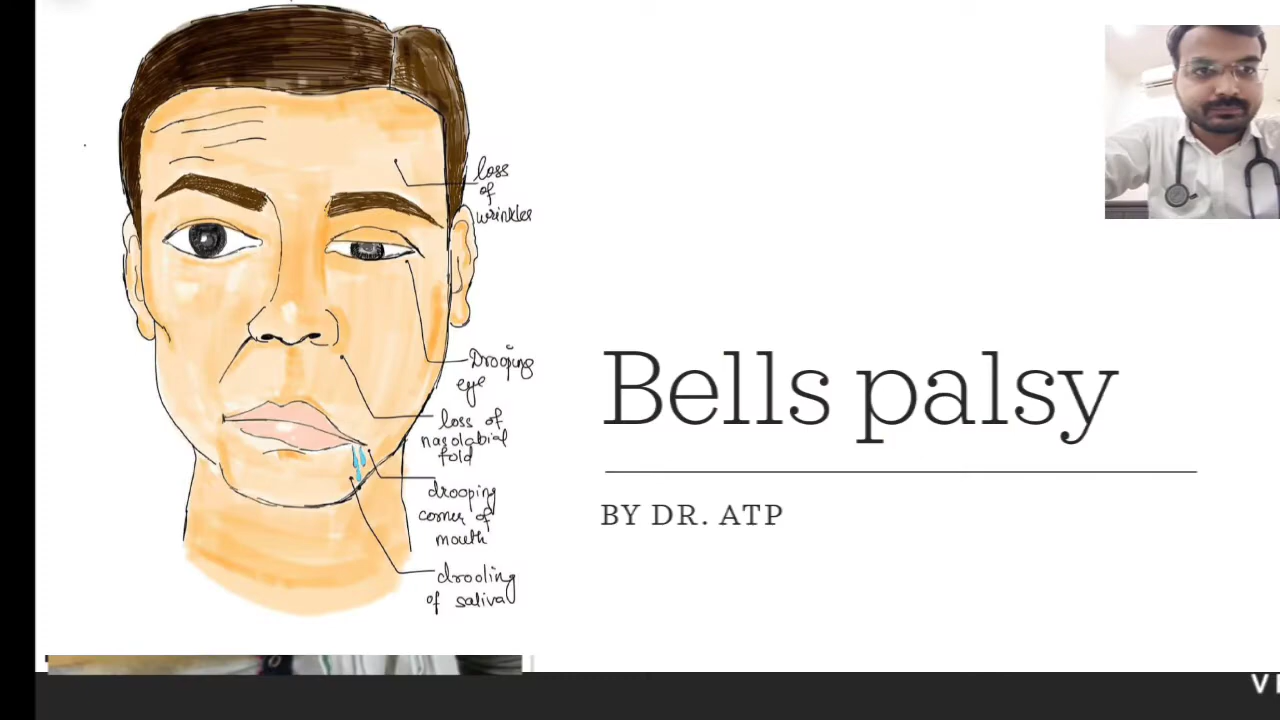 loss
of
wrinkles
Drooping
eye
loss of
nasolabial
fold
drooping
corner of
mouth
drooling
of saliva
Bells palsy
BY DR. ATP